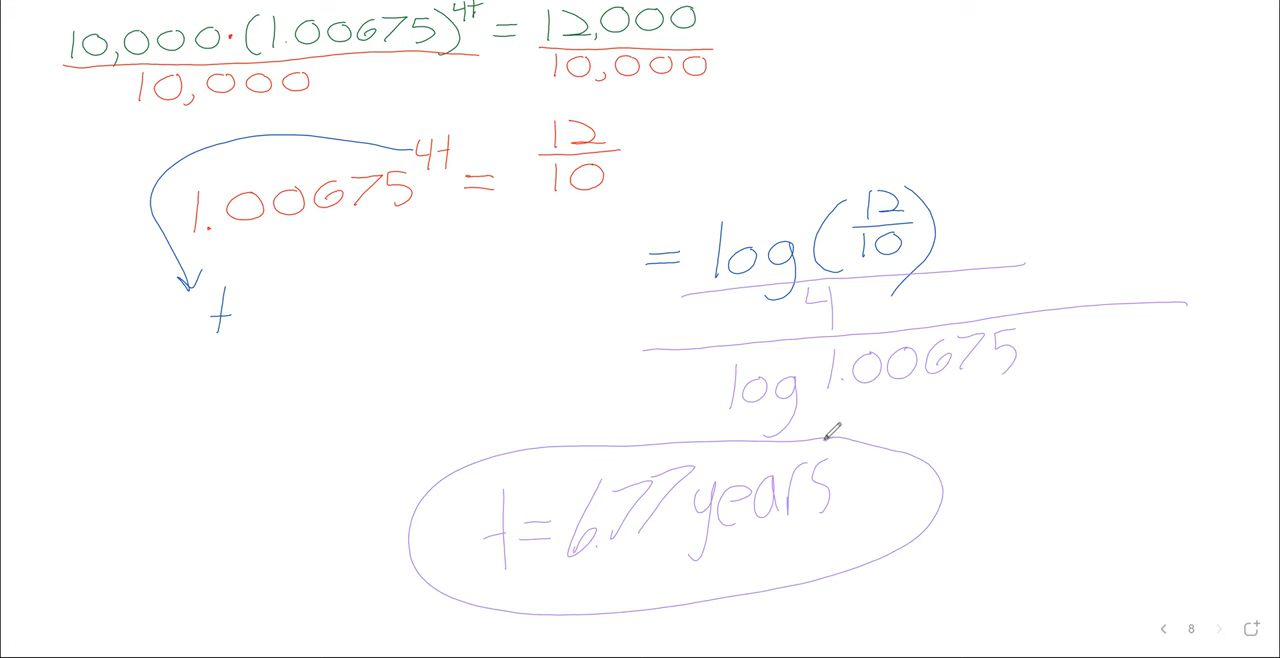 10,000 • (1.00675)^4t = 12,000
10,000 10,000
1.00675^4t = 12/10
t = log(12/10)
4
log 1.00675
t = 6.77 years
8